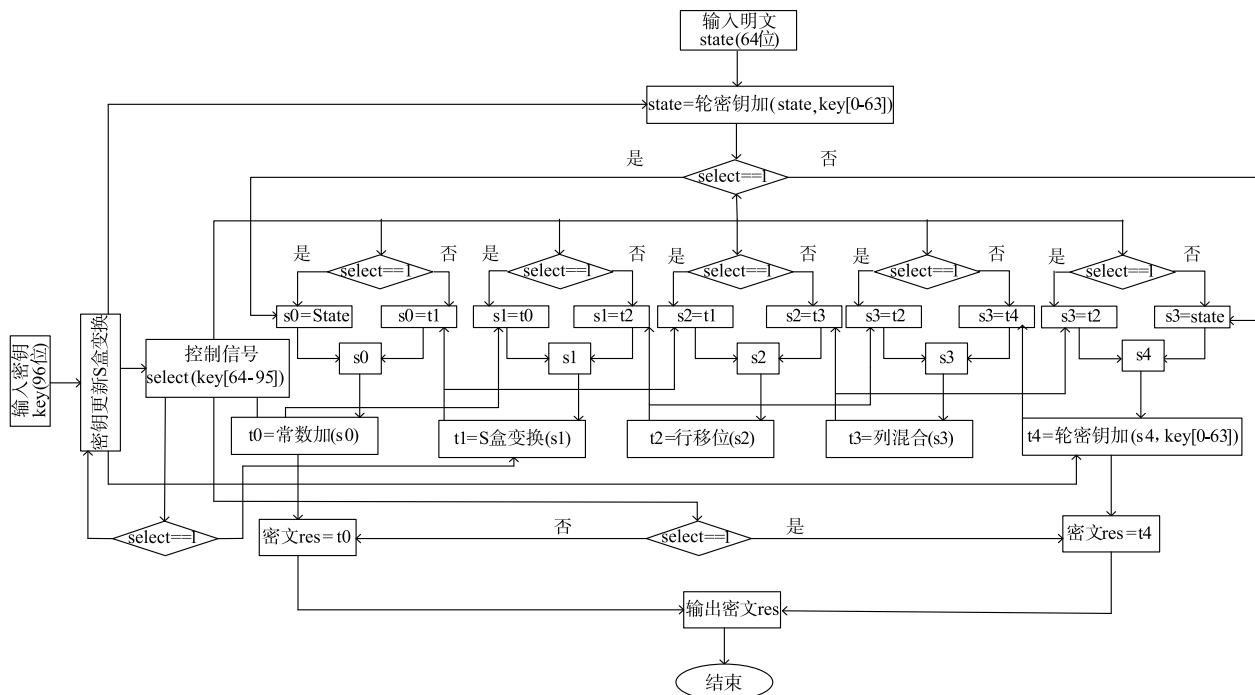 输入明文
state(64位)
state=轮密钥加(state,key[0-63])
是
否
select==1
是
否
是
否
是
否
是
否
是
否
select==1
select==1
select==1
select==1
select==1
s0=State
s0=t1
s1=t0
s1=t2
s2=t1
s2=t3
s3=t2
s3=t4
s3=t2
s3=state
输入密钥
key(96位)
密钥更新S盒变换
控制信号
select(key[64-95])
s0
s1
s2
s3
s4
t0=常数加(s0)
t1=S盒变换(s1)
t2=行移位(s2)
t3=列混合(s3)
t4=轮密钥加(s4, key[0-63])
select==1
密文res=t0
否
select==1
是
密文res=t4
输出密文res
结束